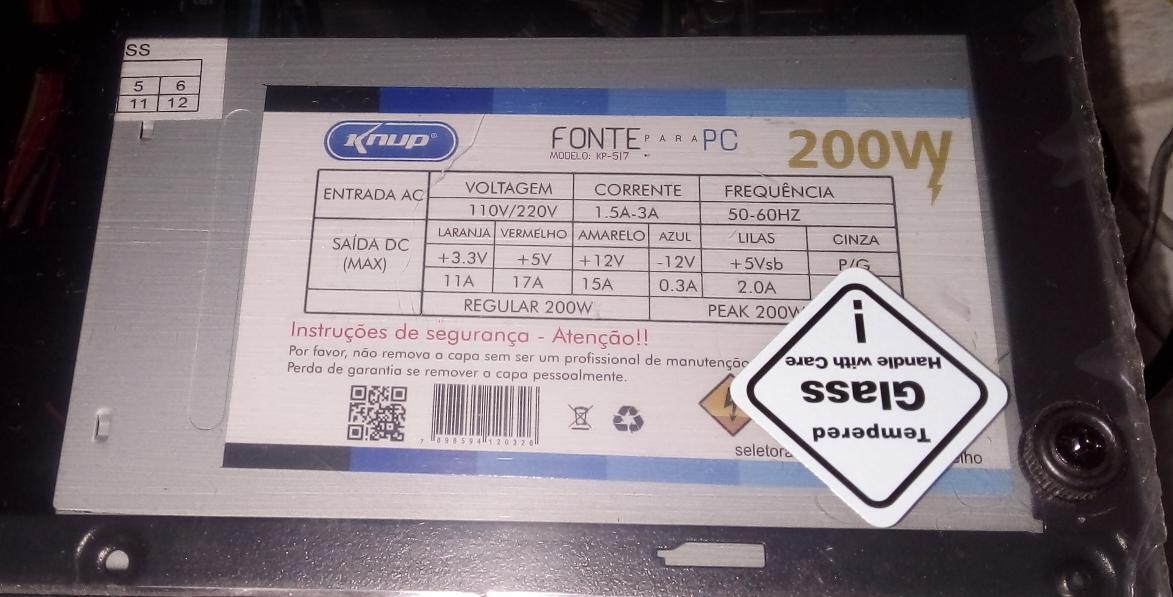 SS
5 6
11 12
Knup®
FONTE PARA PC
MODELO: KP-517
200W
ENTRADA AC VOLTAGEM CORRENTE FREQUÊNCIA
110V/220V 1.5A-3A 50-60HZ
SAÍDA DC (MAX) LARANJA VERMELHO AMARELO AZUL LILAS CINZA
+3.3V +5V +12V -12V +5Vsb P/G
11A 17A 15A 0.3A 2.0A
REGULAR 200W PEAK 200W
Instruções de segurança - Atenção!!
Por favor, não remova a capa sem ser um profissional de manutenção
Perda de garantia se remover a capa pessoalmente.
7 898594 120326
Tempered
Glass
Handle with Care
!